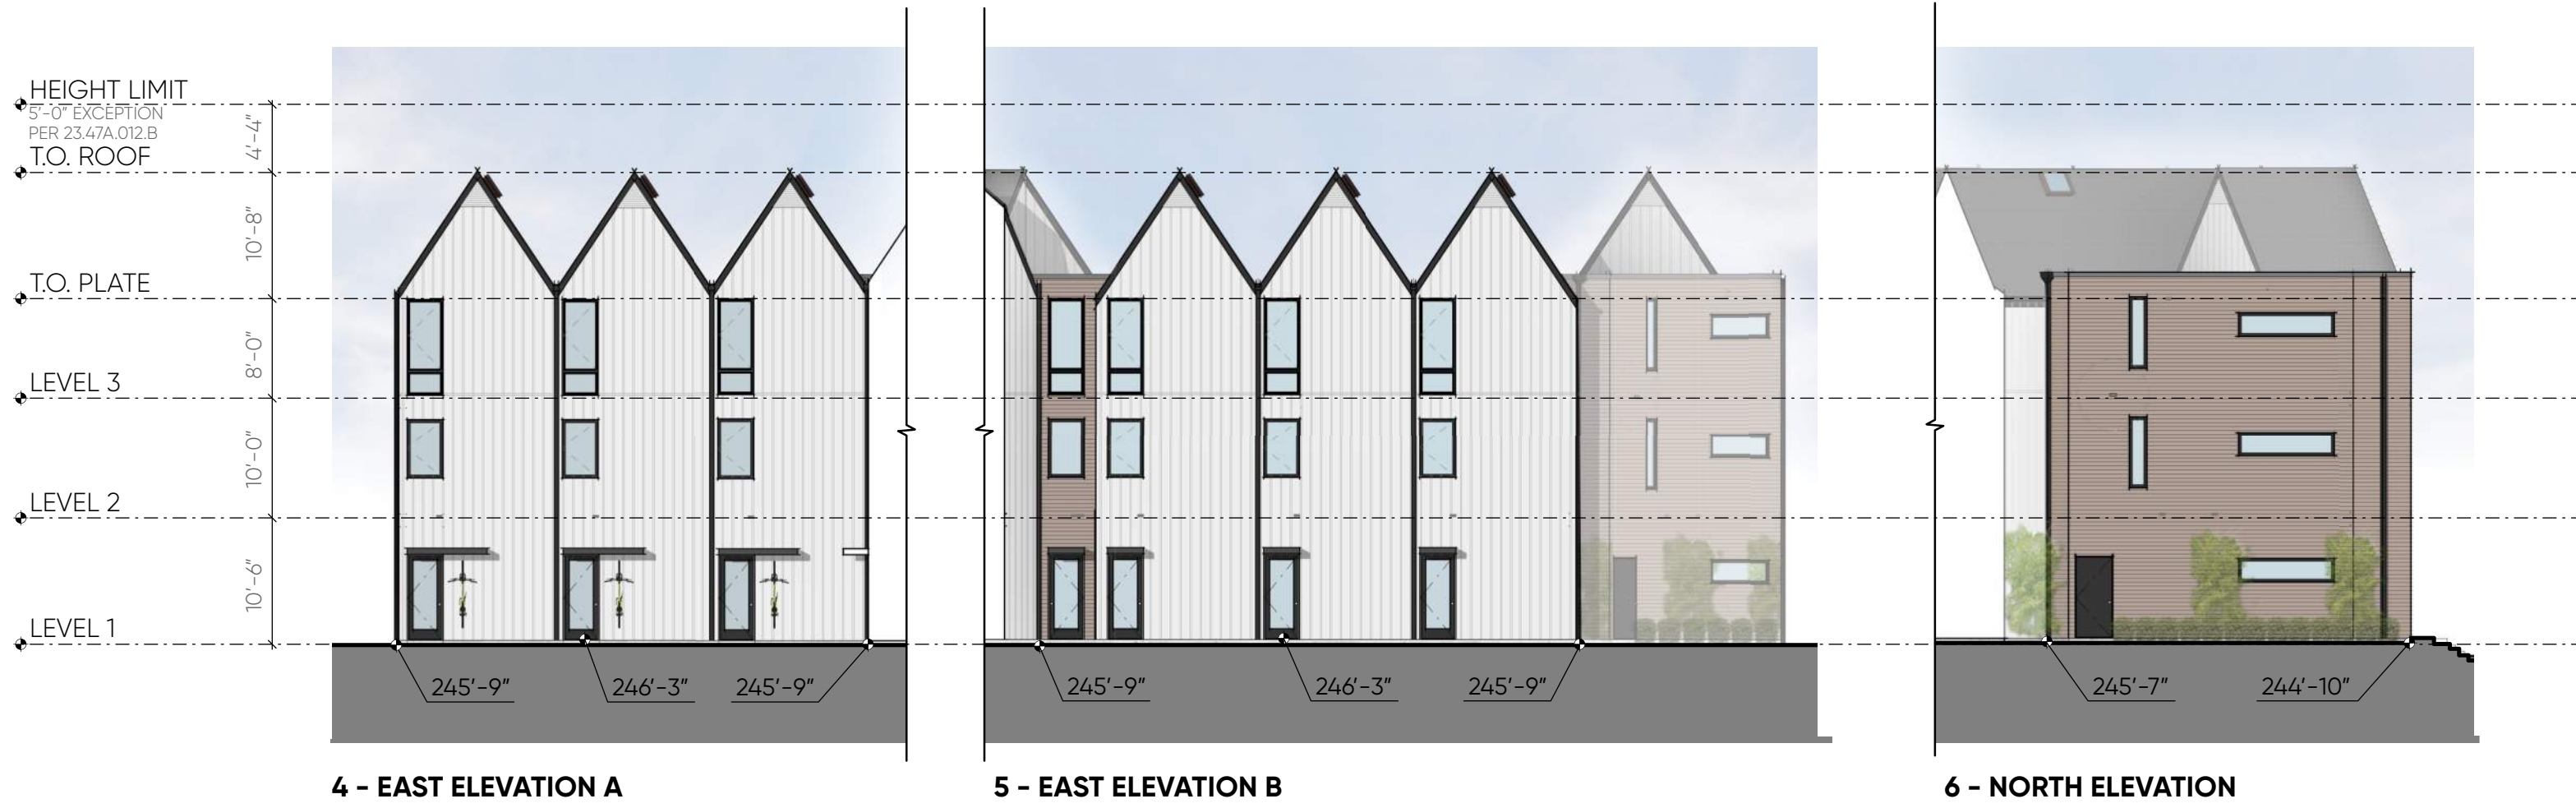 HEIGHT LIMIT
5'-0" EXCEPTION
PER 23.47A.012.B
4'-4"
T.O. ROOF
10'-8"
T.O. PLATE
8'-0"
LEVEL 3
10'-0"
LEVEL 2
10'-6"
LEVEL 1
245'-9" 246'-3" 245'-9"
245'-9" 246'-3" 245'-9"
245'-7" 244'-10"
4 - EAST ELEVATION A
5 - EAST ELEVATION B
6 - NORTH ELEVATION